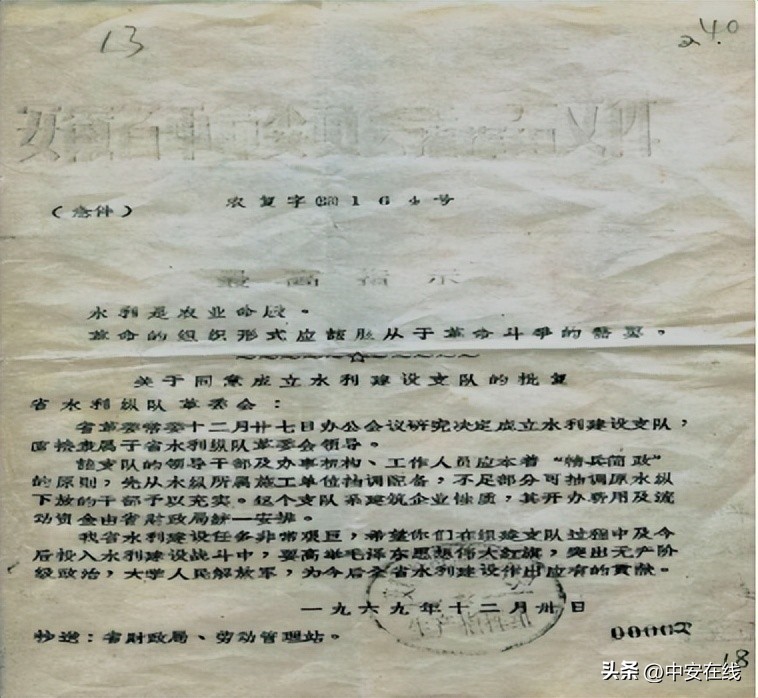 13
240
（急件）
农复字（69）164号
最高指示
水利是农业命脉。
革命的组织形式应该服从于革命斗争的需要。
关于同意成立水利建设支队的批复
省水利纵队革委会：
省革委常委十二月廿七日办公会议研究决定成立水利建设支队，
直接隶属于省水利纵队革委会领导。
该支队的领导干部及办事机构、工作人员应本着“精兵简政”
的原则，先从水纵所属施工单位抽调配备，不足部分可抽调原水纵
下放的干部予以充实。这个支队系建筑企业性质，其开办费用及流
动资金由省财政局统一安排。
我省水利建设任务非常艰巨，希望你们在组建支队过程中及今
后投入水利建设战斗中，要高举毛泽东思想伟大红旗，突出无产阶
级政治，大学人民解放军，为今后全省水利建设作出应有的贡献。
一九六九年十二月卅日
抄送：省财政局、劳动管理站。
00002
18
头条 @中安在线